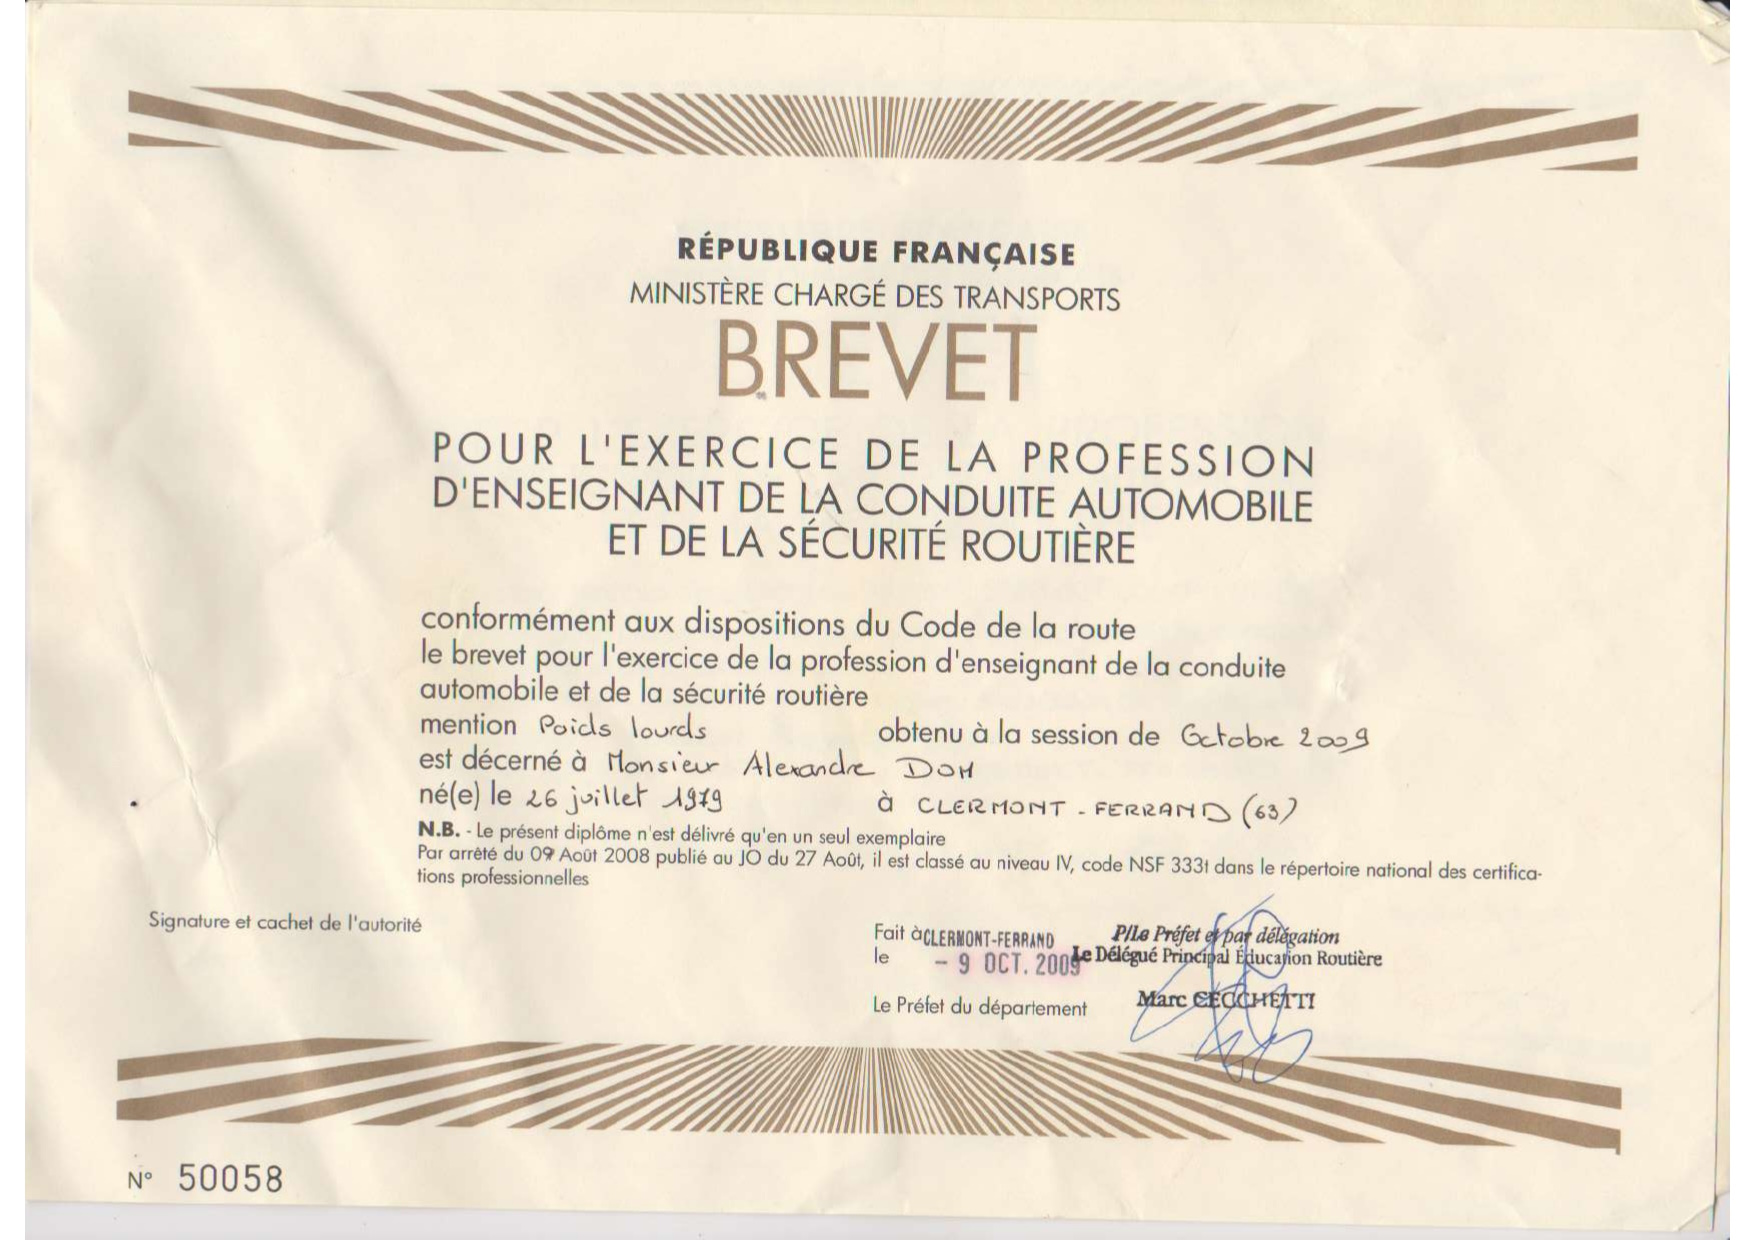 RÉPUBLIQUE FRANÇAISE
MINISTÈRE CHARGÉ DES TRANSPORTS
BREVET
POUR L'EXERCICE DE LA PROFESSION
D'ENSEIGNANT DE LA CONDUITE AUTOMOBILE
ET DE LA SÉCURITÉ ROUTIÈRE
conformément aux dispositions du Code de la route
le brevet pour l'exercice de la profession d'enseignant de la conduite
automobile et de la sécurité routière
mention Poids lourds obtenu à la session de Octobre 2009
est décerné à Monsieur Alexandre DOM
né(e) le 26 juillet 1979 à CLERMONT-FERRAND (63)
N.B. - Le présent diplôme n'est délivré qu'en un seul exemplaire
Par arrêté du 09 Août 2008 publié au JO du 27 Août, il est classé au niveau IV, code NSF 333t dans le répertoire national des certifica-
tions professionnelles
Signature et cachet de l'autorité
Fait à CLERMONT-FERRAND P/Le Préfet et par délégation
le - 9 OCT. 2009 Le Délégué Principal Éducation Routière
Le Préfet du département Marc CECCHETTI
N° 50058